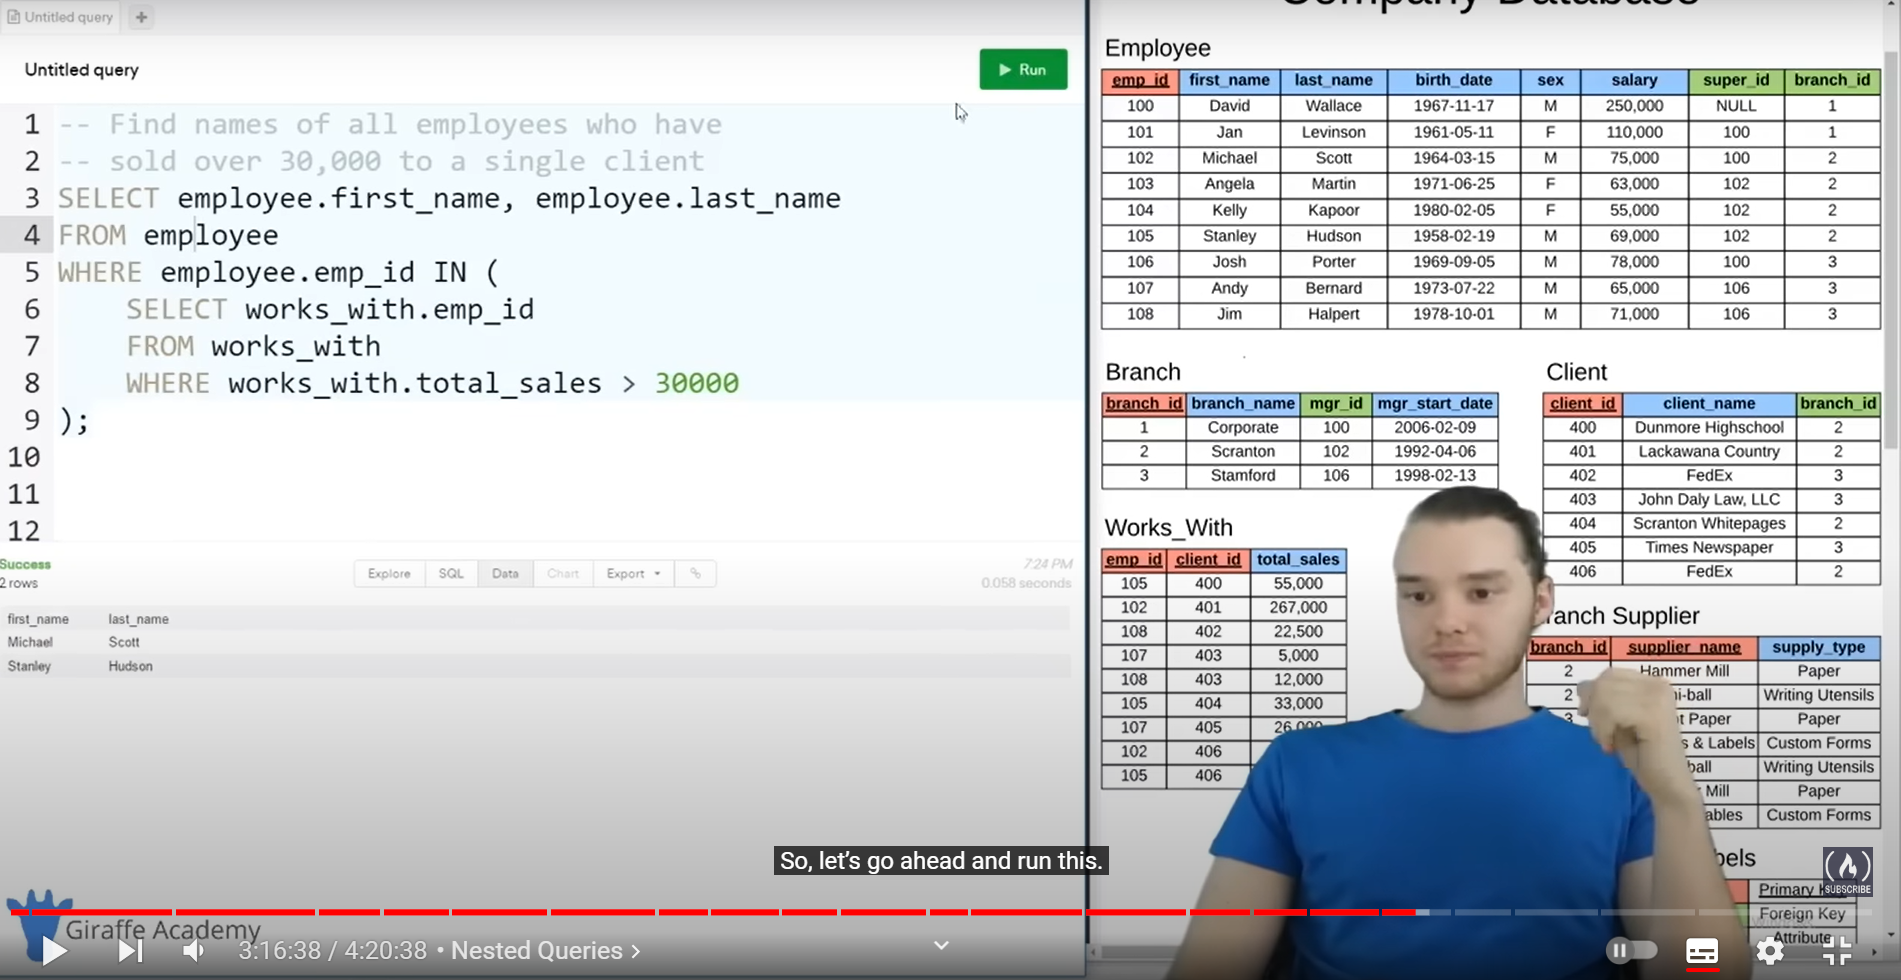 Untitled query +
Untitled query
Run
1 -- Find names of all employees who have
2 -- sold over 30,000 to a single client
3 SELECT employee.first_name, employee.last_name
4 FROM employee
5 WHERE employee.emp_id IN (
6 SELECT works_with.emp_id
7 FROM works_with
8 WHERE works_with.total_sales > 30000
9 );
10
11
12
Success
2 rows
Explore SQL Data Chart Export
7:24 PM
0.058 seconds
first_name last_name
Michael Scott
Stanley Hudson
Company Database
Employee
emp_id first_name last_name birth_date sex salary super_id branch_id
100 David Wallace 1967-11-17 M 250,000 NULL 1
101 Jan Levinson 1961-05-11 F 110,000 100 1
102 Michael Scott 1964-03-15 M 75,000 100 2
103 Angela Martin 1971-06-25 F 63,000 102 2
104 Kelly Kapoor 1980-02-05 F 55,000 102 2
105 Stanley Hudson 1958-02-19 M 69,000 102 2
106 Josh Porter 1969-09-05 M 78,000 100 3
107 Andy Bernard 1973-07-22 M 65,000 106 3
108 Jim Halpert 1978-10-01 M 71,000 106 3
Branch
branch_id branch_name mgr_id mgr_start_date
1 Corporate 100 2006-02-09
2 Scranton 102 1992-04-06
3 Stamford 106 1998-02-13
Client
client_id client_name branch_id
400 Dunmore Highschool 2
401 Lackawana Country 2
402 FedEx 3
403 John Daly Law, LLC 3
404 Scranton Whitepages 2
405 Times Newspaper 3
406 FedEx 2
Works_With
emp_id client_id total_sales
105 400 55,000
102 401 267,000
108 402 22,500
107 403 5,000
108 403 12,000
105 404 33,000
107 405 26,000
102 406
105 406
ranch Supplier
branch_id supplier_name supply_type
2 Hammer Mill Paper
2 ni-ball Writing Utensils
3 t Paper Paper
s & Labels Custom Forms
ball Writing Utensils
Mill Paper
ables Custom Forms
bels
Primary K
Foreign Key
Attribute
SUBSCRIBE
So, let's go ahead and run this.
Giraffe Academy
3:16:38 / 4:20:38 • Nested Queries >